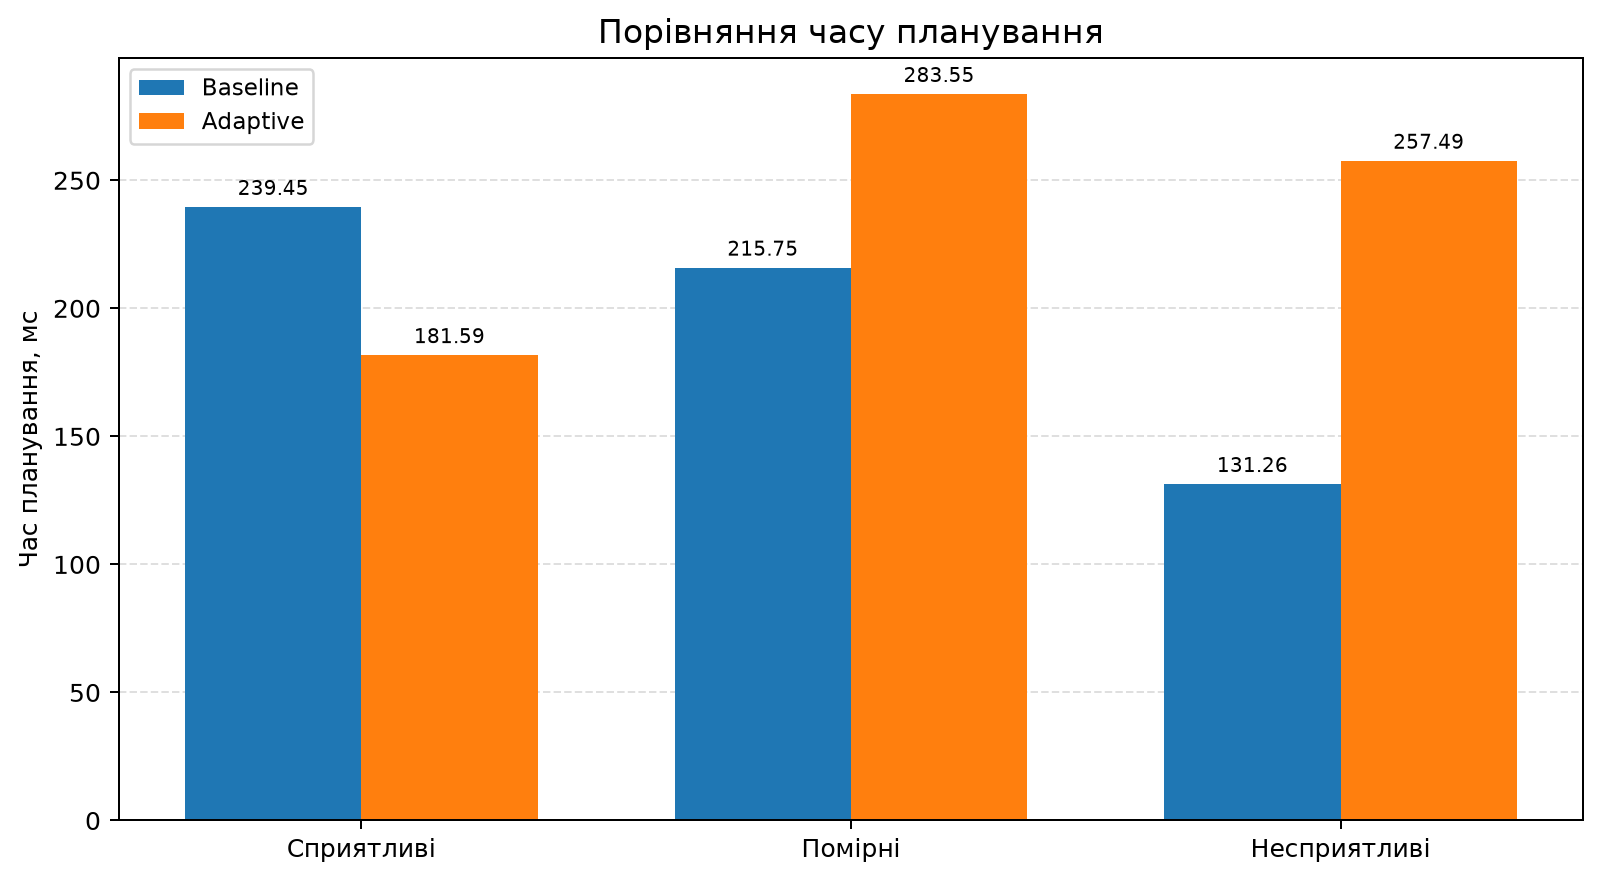 Порівняння часу планування
Baseline
Adaptive
Час планування, мс
250
200
150
100
50
0
239.45
181.59
215.75
283.55
131.26
257.49
Сприятливі
Помірні
Несприятливі